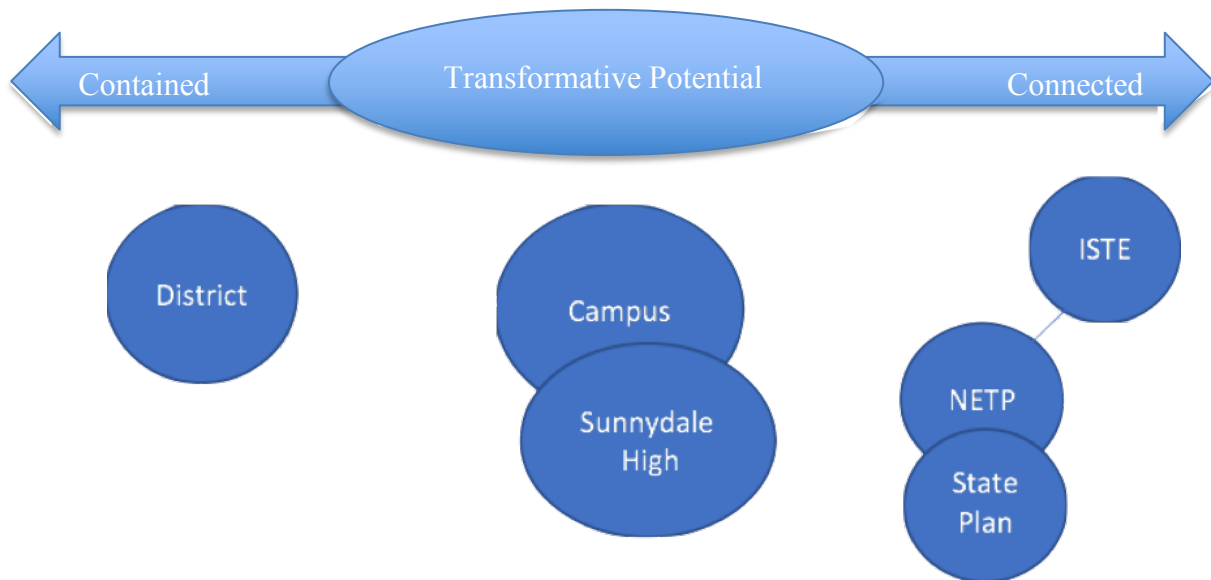 Transformative Potential
Contained
Connected
ISTE
District
Campus
NETP
Sunnydale
High
State
Plan